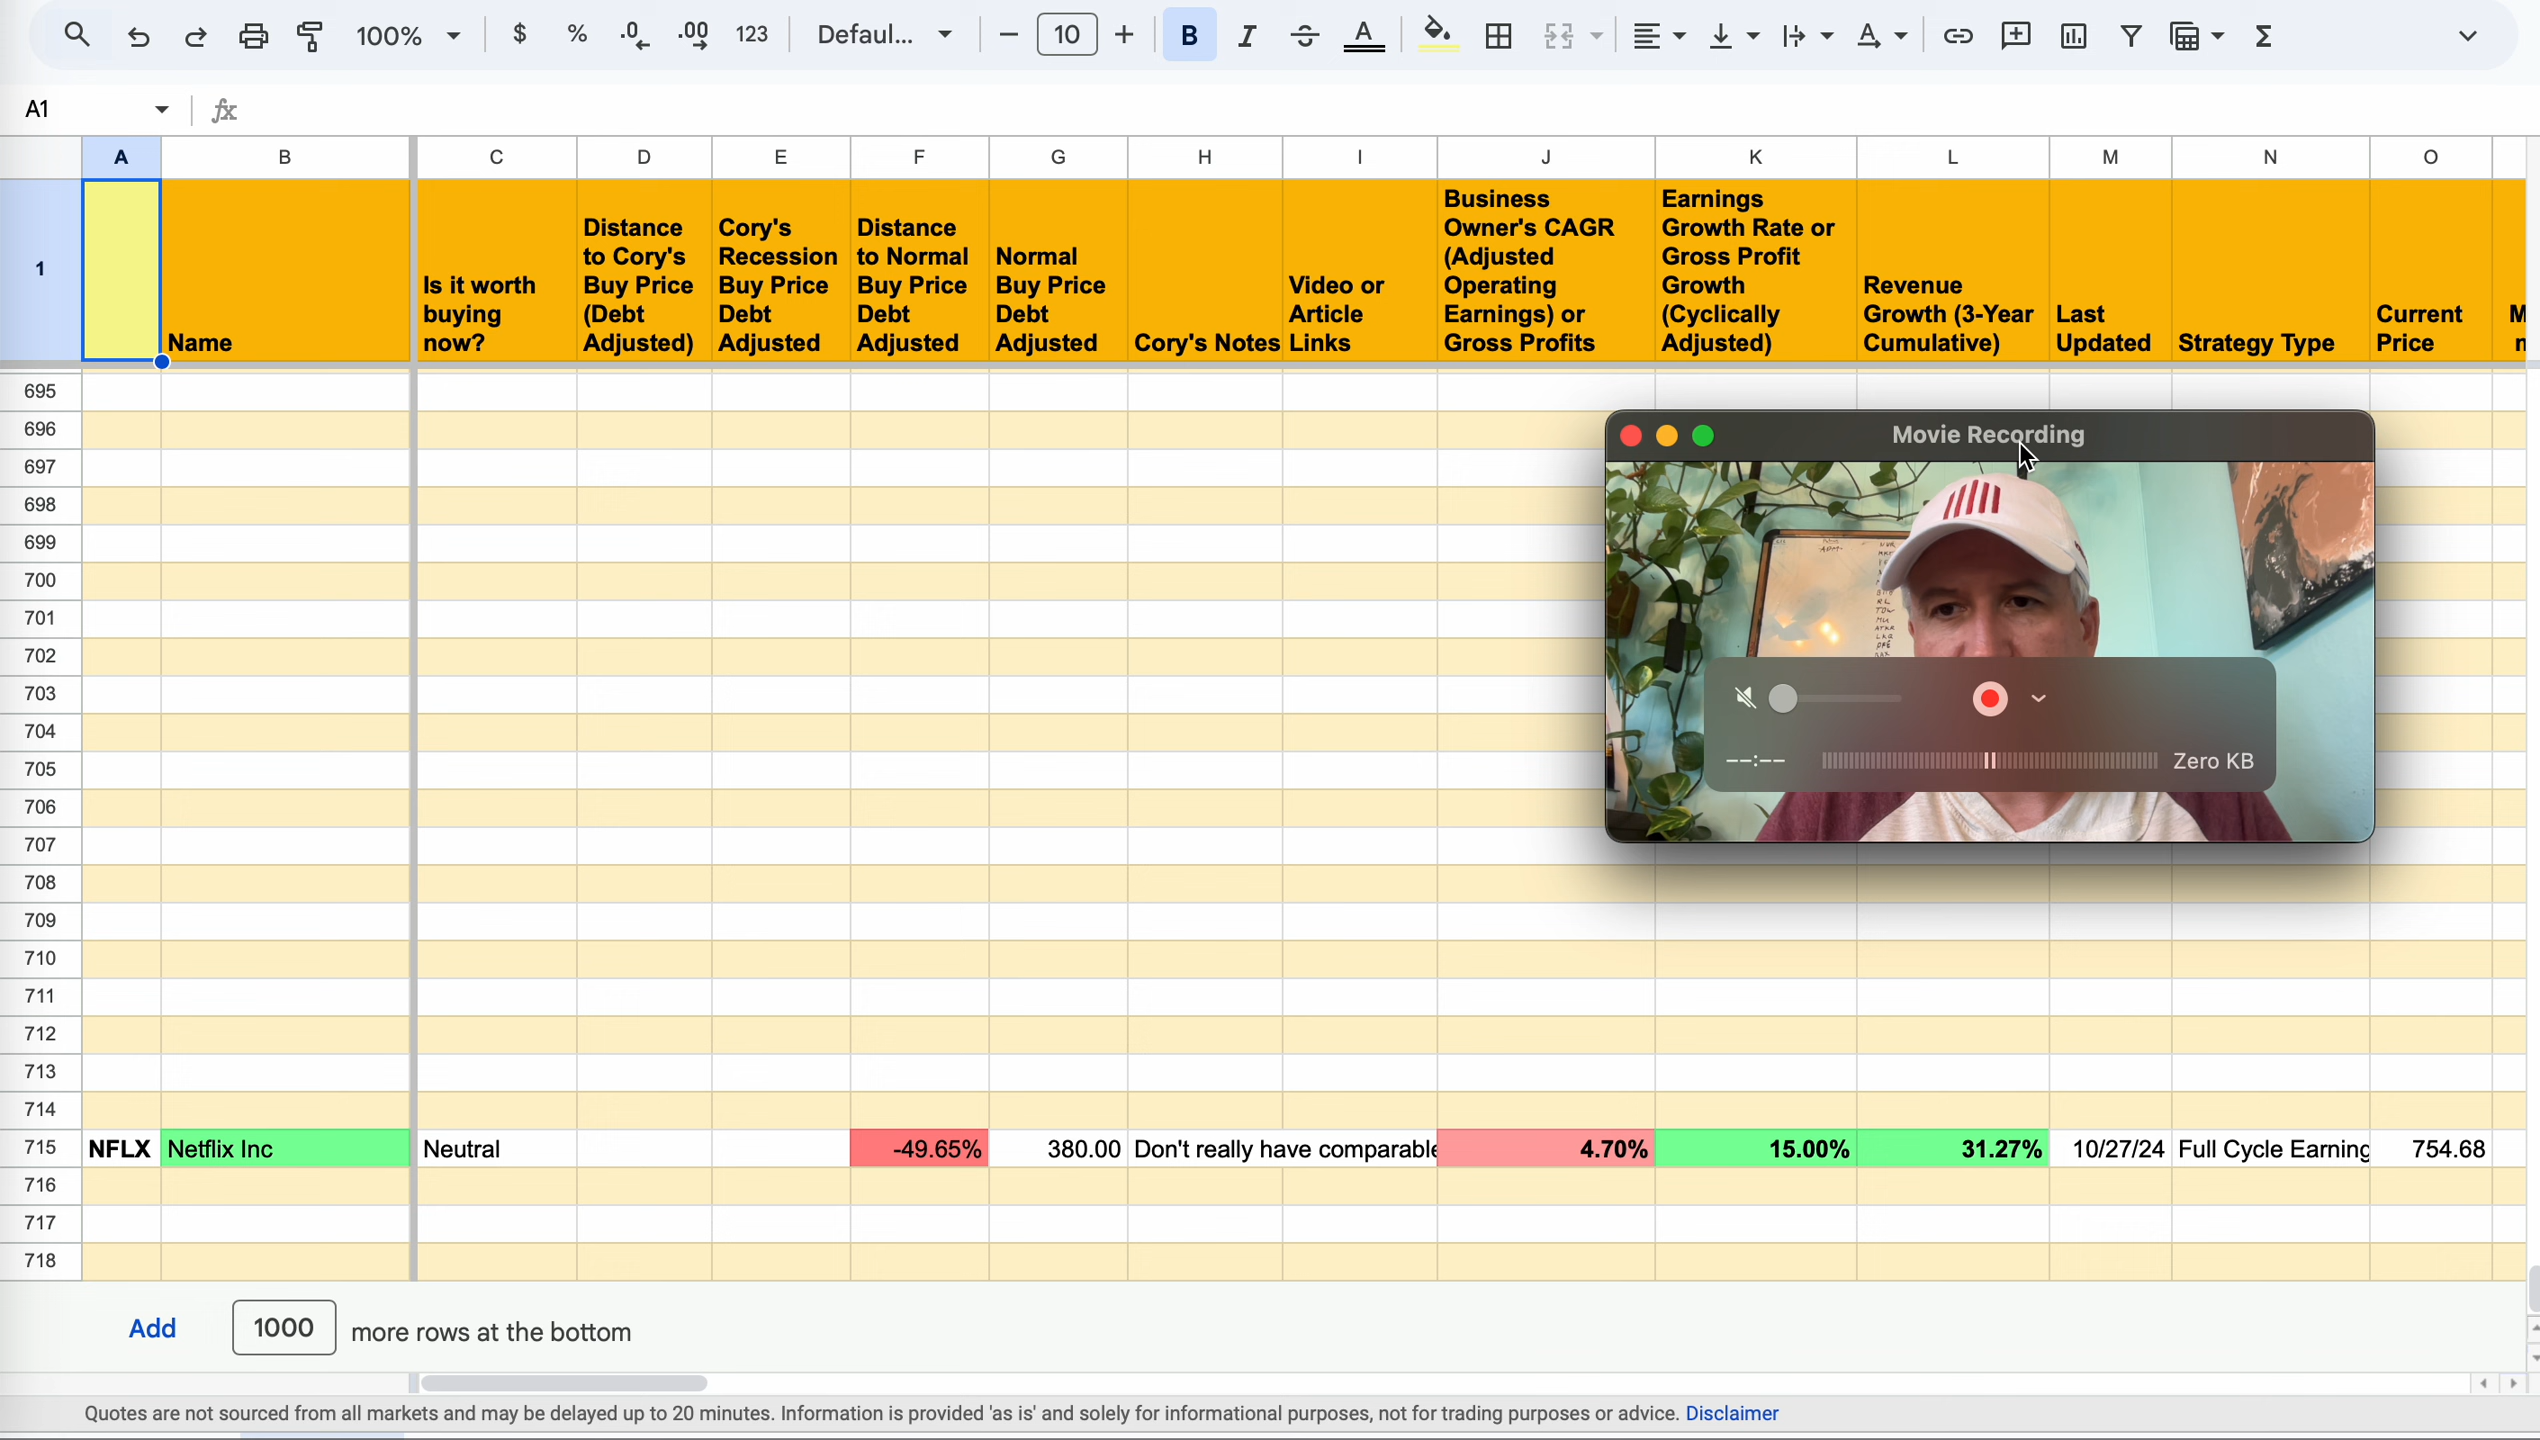 100%
$ % .0 .00 123 Defaul... 10 B I S A A
A1 fx
A B C D E F G H I J K L M N O
1
Name
Is it worth
buying
now?
Distance
to Cory's
Buy Price
(Debt
Adjusted)
Cory's
Recession
Buy Price
Debt
Adjusted
Distance
to Normal
Buy Price
Debt
Adjusted
Normal
Buy Price
Debt
Adjusted
Cory's Notes
Video or
Article
Links
Business
Owner's CAGR
(Adjusted
Operating
Earnings) or
Gross Profits
Earnings
Growth Rate or
Gross Profit
Growth
(Cyclically
Adjusted)
Revenue
Growth (3-Year
Cumulative)
Last
Updated
Strategy Type
Current
Price
695
696
697
698
699
700
701
702
703
704
705
706
707
708
709
710
711
712
713
714
715 NFLX Netflix Inc Neutral -49.65% 380.00 Don't really have comparable 4.70% 15.00% 31.27% 10/27/24 Full Cycle Earning 754.68
716
717
718
Movie Recording
--:-- Zero KB
Add 1000 more rows at the bottom
Quotes are not sourced from all markets and may be delayed up to 20 minutes. Information is provided 'as is' and solely for informational purposes, not for trading purposes or advice. Disclaimer